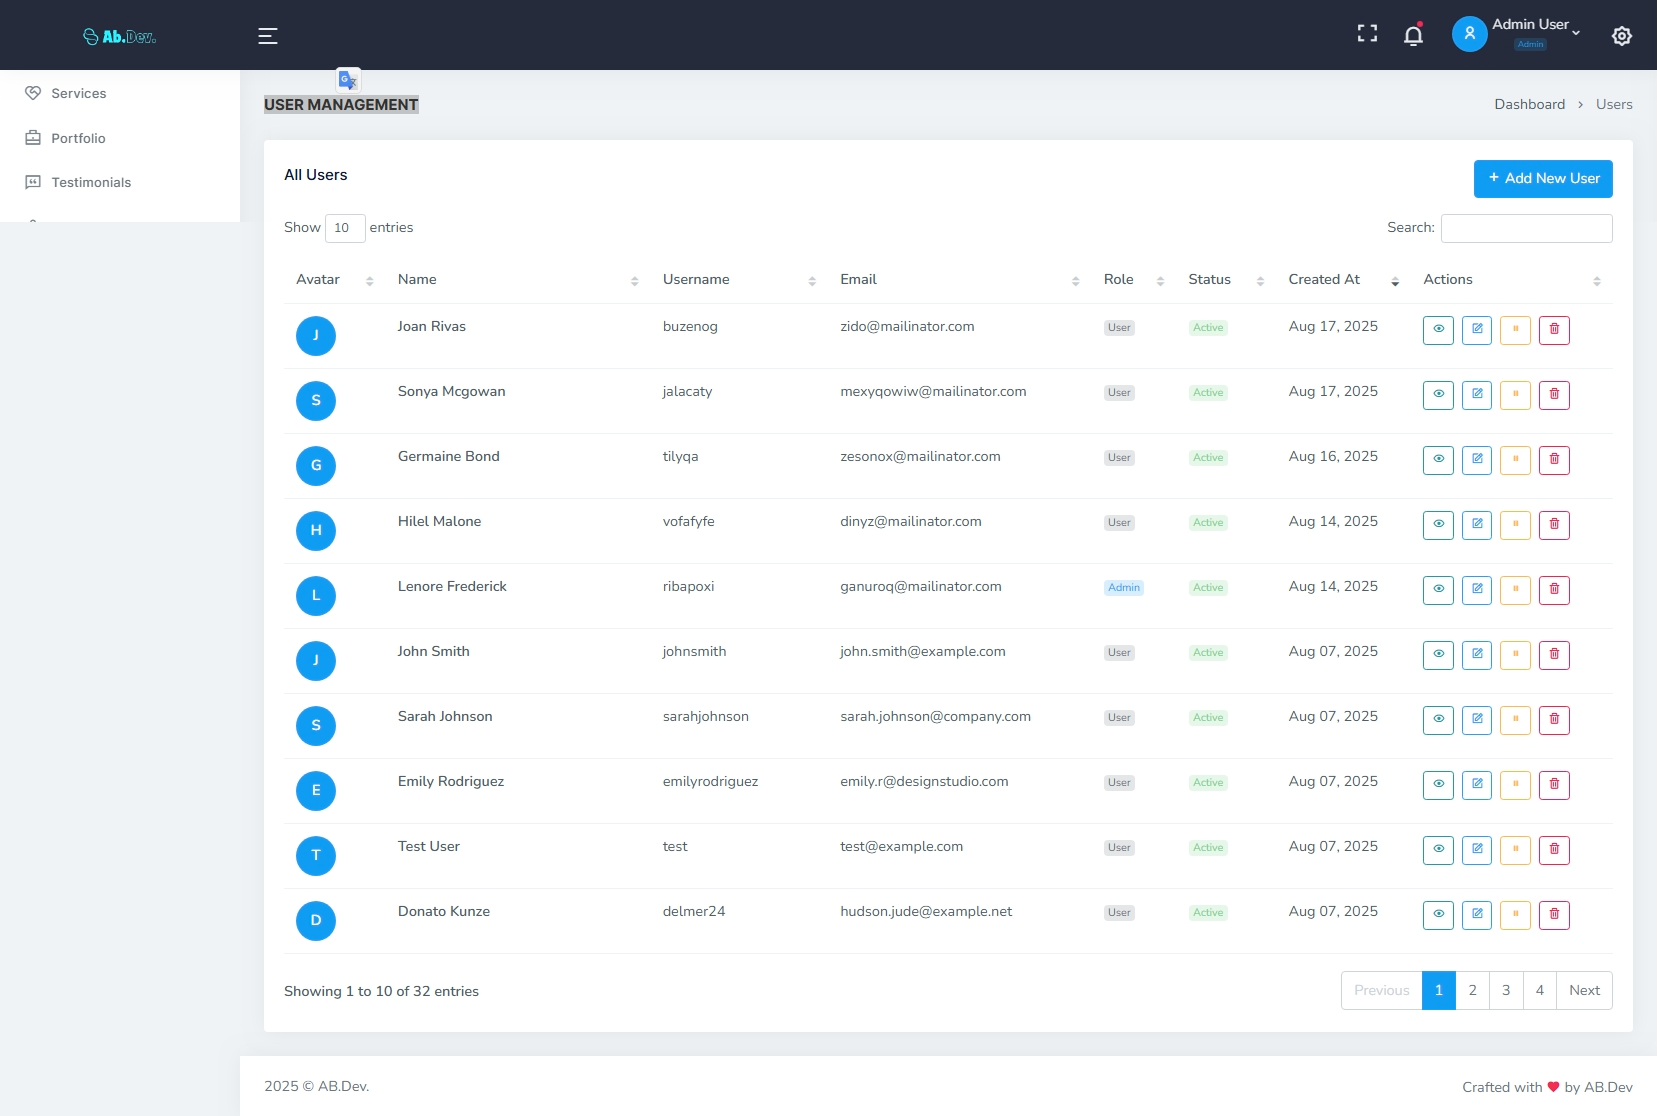 Ab.Dev.
Admin User
Admin
Services
Portfolio
Testimonials
USER MANAGEMENT
Dashboard > Users
All Users
+ Add New User
Show 10 entries
Search:
Avatar Name Username Email Role Status Created At Actions
J Joan Rivas buzenog zido@mailinator.com User Active Aug 17, 2025
S Sonya Mcgowan jalacaty mexyqowiw@mailinator.com User Active Aug 17, 2025
G Germaine Bond tilyqa zesonox@mailinator.com User Active Aug 16, 2025
H Hilel Malone vofafyfe dinyz@mailinator.com User Active Aug 14, 2025
L Lenore Frederick ribapoxi ganuroq@mailinator.com Admin Active Aug 14, 2025
J John Smith johnsmith john.smith@example.com User Active Aug 07, 2025
S Sarah Johnson sarahjohnson sarah.johnson@company.com User Active Aug 07, 2025
E Emily Rodriguez emilyrodriguez emily.r@designstudio.com User Active Aug 07, 2025
T Test User test test@example.com User Active Aug 07, 2025
D Donato Kunze delmer24 hudson.jude@example.net User Active Aug 07, 2025
Showing 1 to 10 of 32 entries
Previous 1 2 3 4 Next
2025 © AB.Dev.
Crafted with ❤ by AB.Dev